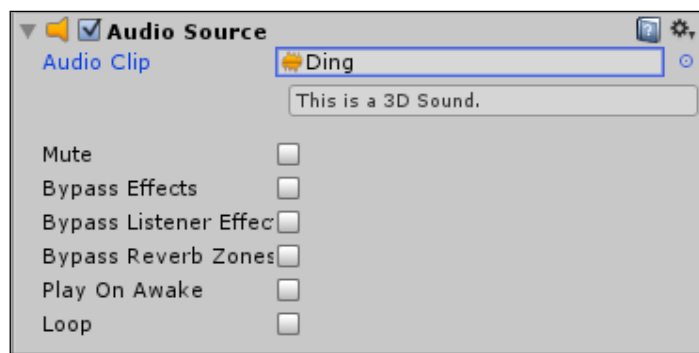 Audio Source
Audio Clip Ding
This is a 3D Sound.
Mute
Bypass Effects
Bypass Listener Effec
Bypass Reverb Zones
Play On Awake
Loop